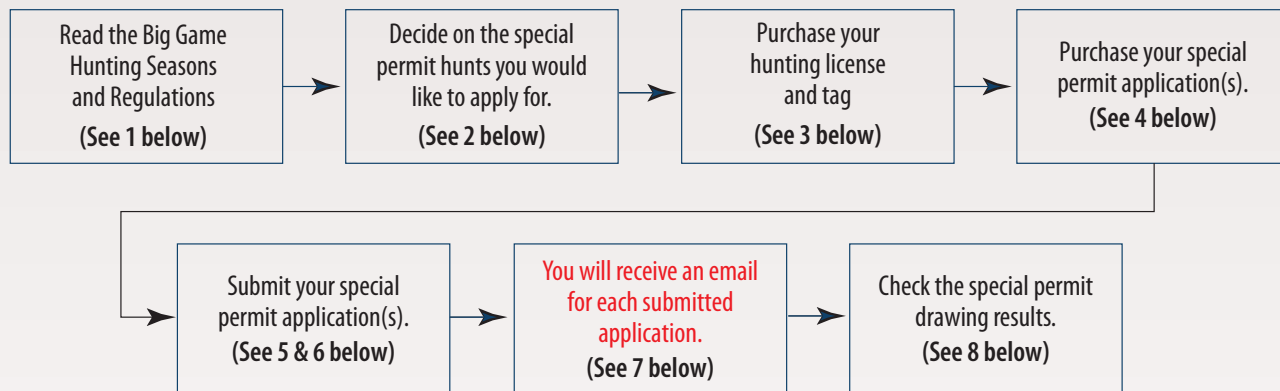 Read the Big Game
Hunting Seasons
and Regulations
(See 1 below)
Decide on the special
permit hunts you would
like to apply for.
(See 2 below)
Purchase your
hunting license
and tag
(See 3 below)
Purchase your special
permit application(s).
(See 4 below)
Submit your special
permit application(s).
(See 5 & 6 below)
You will receive an email
for each submitted
application.
(See 7 below)
Check the special permit
drawing results.
(See 8 below)